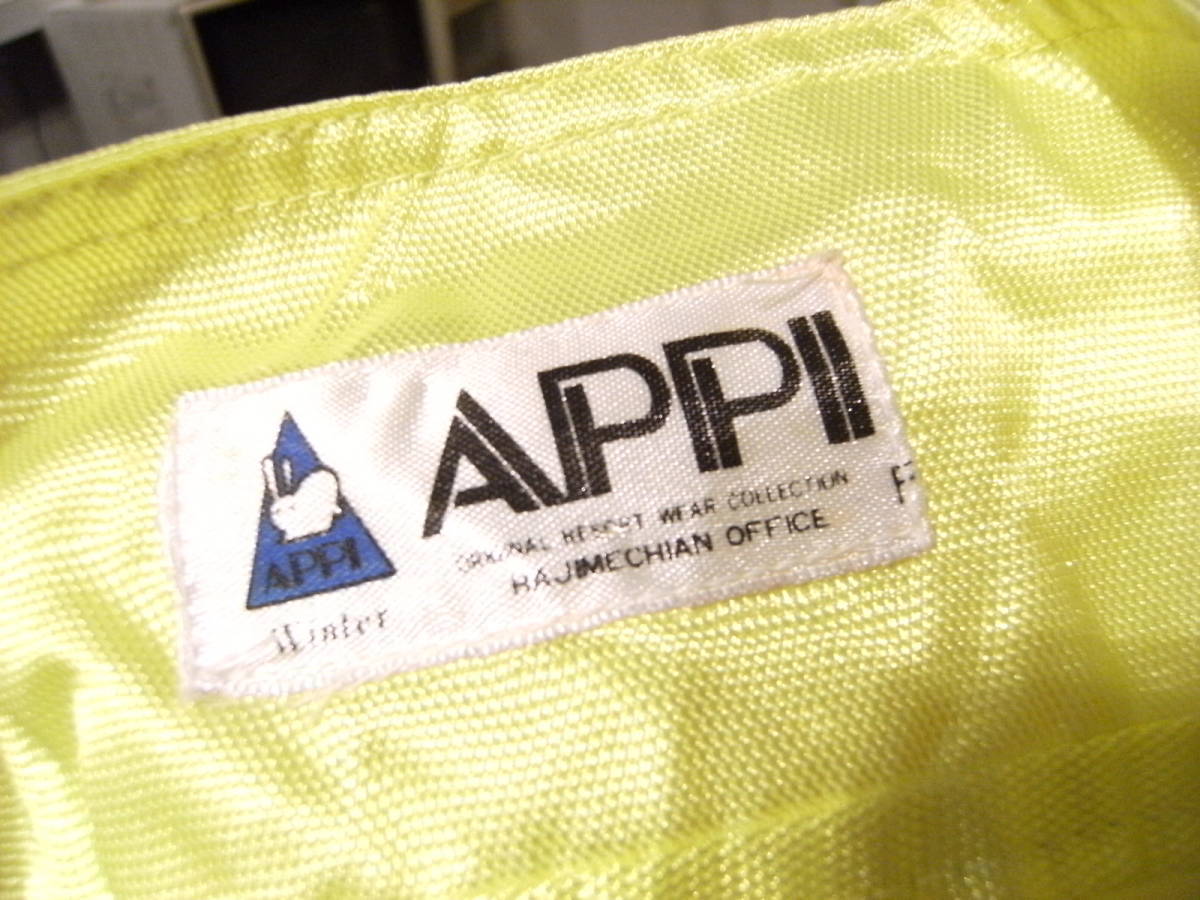 APPI
ORIGINAL RESORT WEAR COLLECTION
HAJIMECHIAN OFFICE
F
APPI
Winter